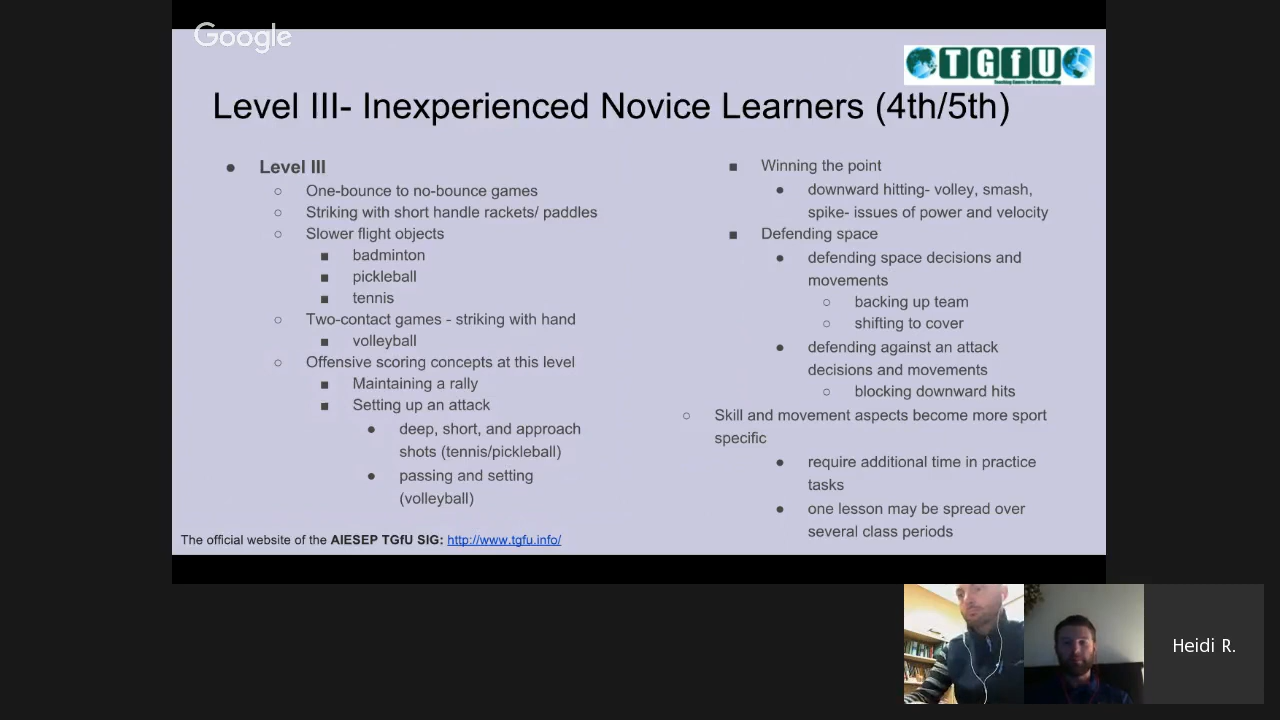 Google
TGfU
Teaching Games for Understanding
Level III- Inexperienced Novice Learners (4th/5th)
● Level III
○ One-bounce to no-bounce games
○ Striking with short handle rackets/ paddles
○ Slower flight objects
■ badminton
■ pickleball
■ tennis
○ Two-contact games - striking with hand
■ volleyball
○ Offensive scoring concepts at this level
■ Maintaining a rally
■ Setting up an attack
● deep, short, and approach
shots (tennis/pickleball)
● passing and setting
(volleyball)
■ Winning the point
● downward hitting- volley, smash,
spike- issues of power and velocity
■ Defending space
● defending space decisions and
movements
○ backing up team
○ shifting to cover
● defending against an attack
decisions and movements
○ blocking downward hits
○ Skill and movement aspects become more sport
specific
● require additional time in practice
tasks
● one lesson may be spread over
several class periods
The official website of the AIESEP TGfU SIG: http://www.tgfu.info/
Heidi R.